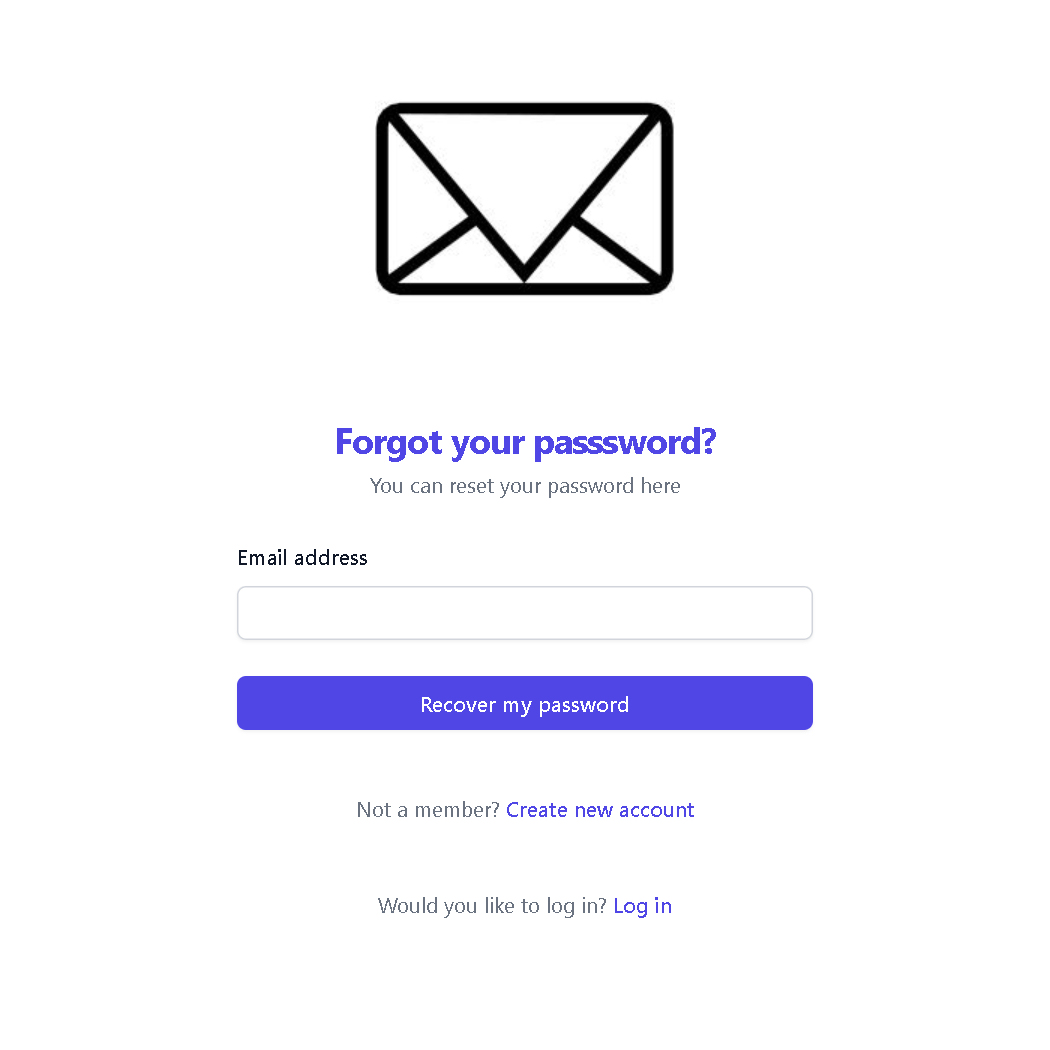 Forgot your passsword?
You can reset your password here
Email address
Recover my password
Not a member? Create new account
Would you like to log in? Log in